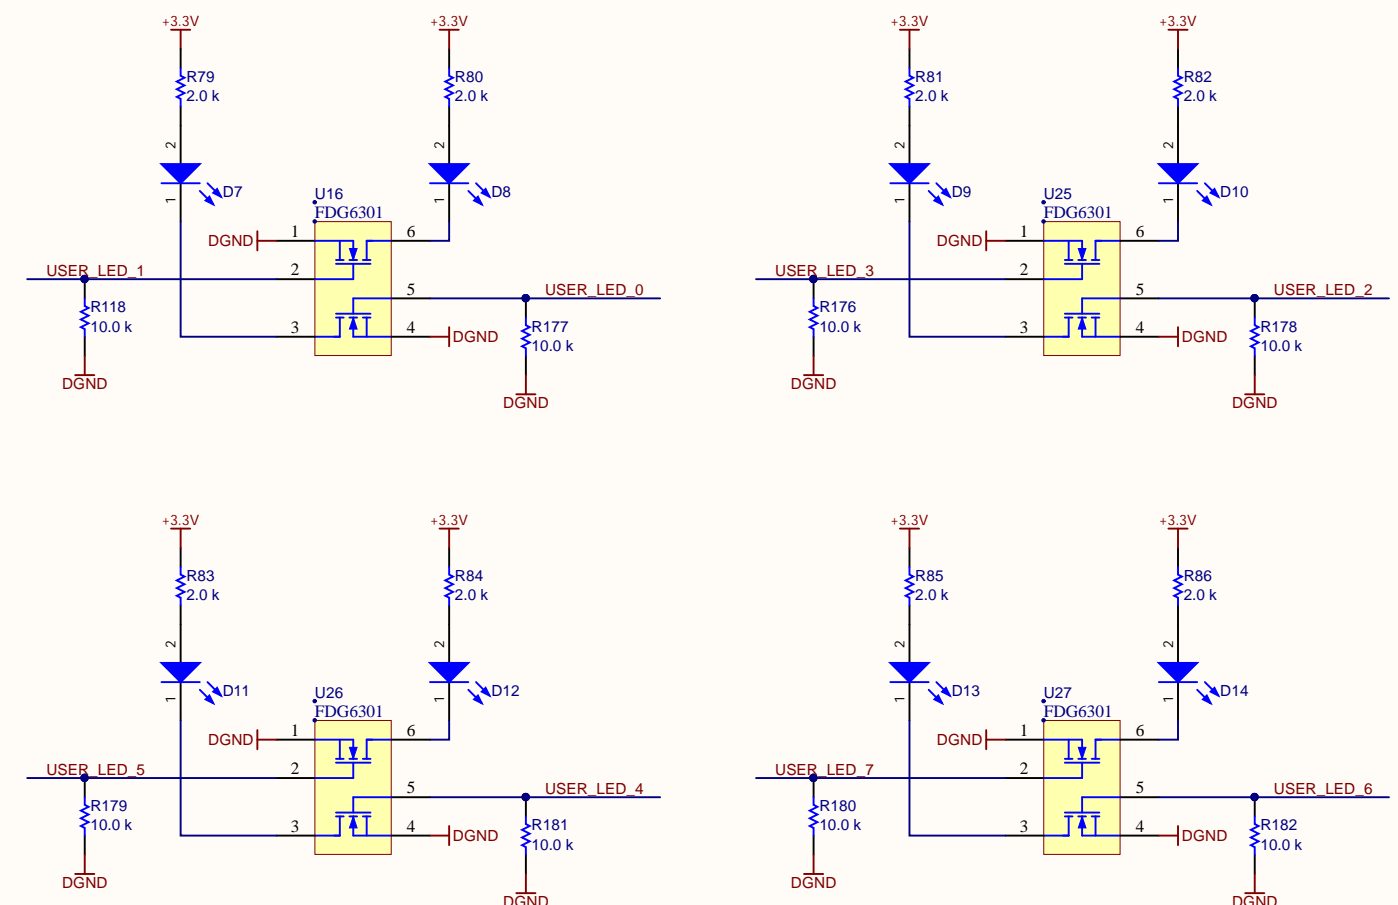 +3.3V
R79
2.0 k
2
D7
1
+3.3V
R80
2.0 k
2
D8
1
U16
FDG6301
DGND
1
6
USER_LED_1
2
5
USER_LED_0
R118
10.0 k
3
4
DGND
R177
10.0 k
DGND
DGND
+3.3V
R81
2.0 k
2
D9
1
+3.3V
R82
2.0 k
2
D10
1
U25
FDG6301
DGND
1
6
USER_LED_3
2
5
USER_LED_2
R176
10.0 k
3
4
DGND
R178
10.0 k
DGND
DGND
+3.3V
R83
2.0 k
2
D11
1
+3.3V
R84
2.0 k
2
D12
1
U26
FDG6301
DGND
1
6
USER_LED_5
2
5
USER_LED_4
R179
10.0 k
3
4
DGND
R181
10.0 k
DGND
DGND
+3.3V
R85
2.0 k
2
D13
1
+3.3V
R86
2.0 k
2
D14
1
U27
FDG6301
DGND
1
6
USER_LED_7
2
5
USER_LED_6
R180
10.0 k
3
4
DGND
R182
10.0 k
DGND
DGND